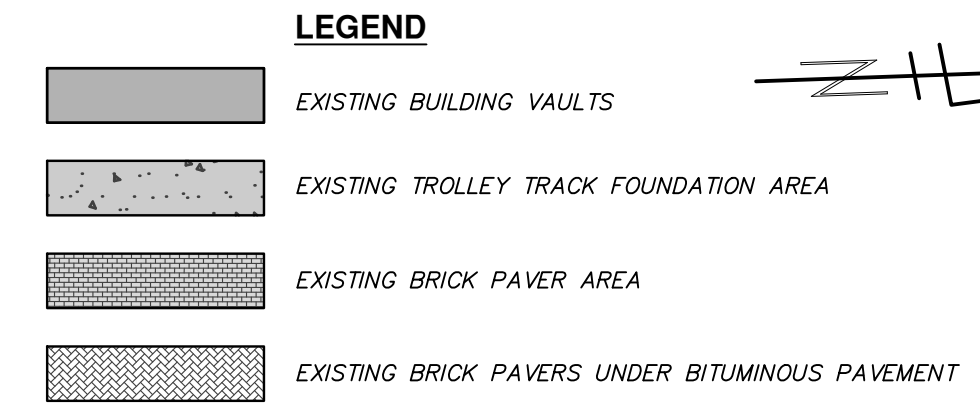 LEGEND
EXISTING BUILDING VAULTS
EXISTING TROLLEY TRACK FOUNDATION AREA
EXISTING BRICK PAVER AREA
EXISTING BRICK PAVERS UNDER BITUMINOUS PAVEMENT